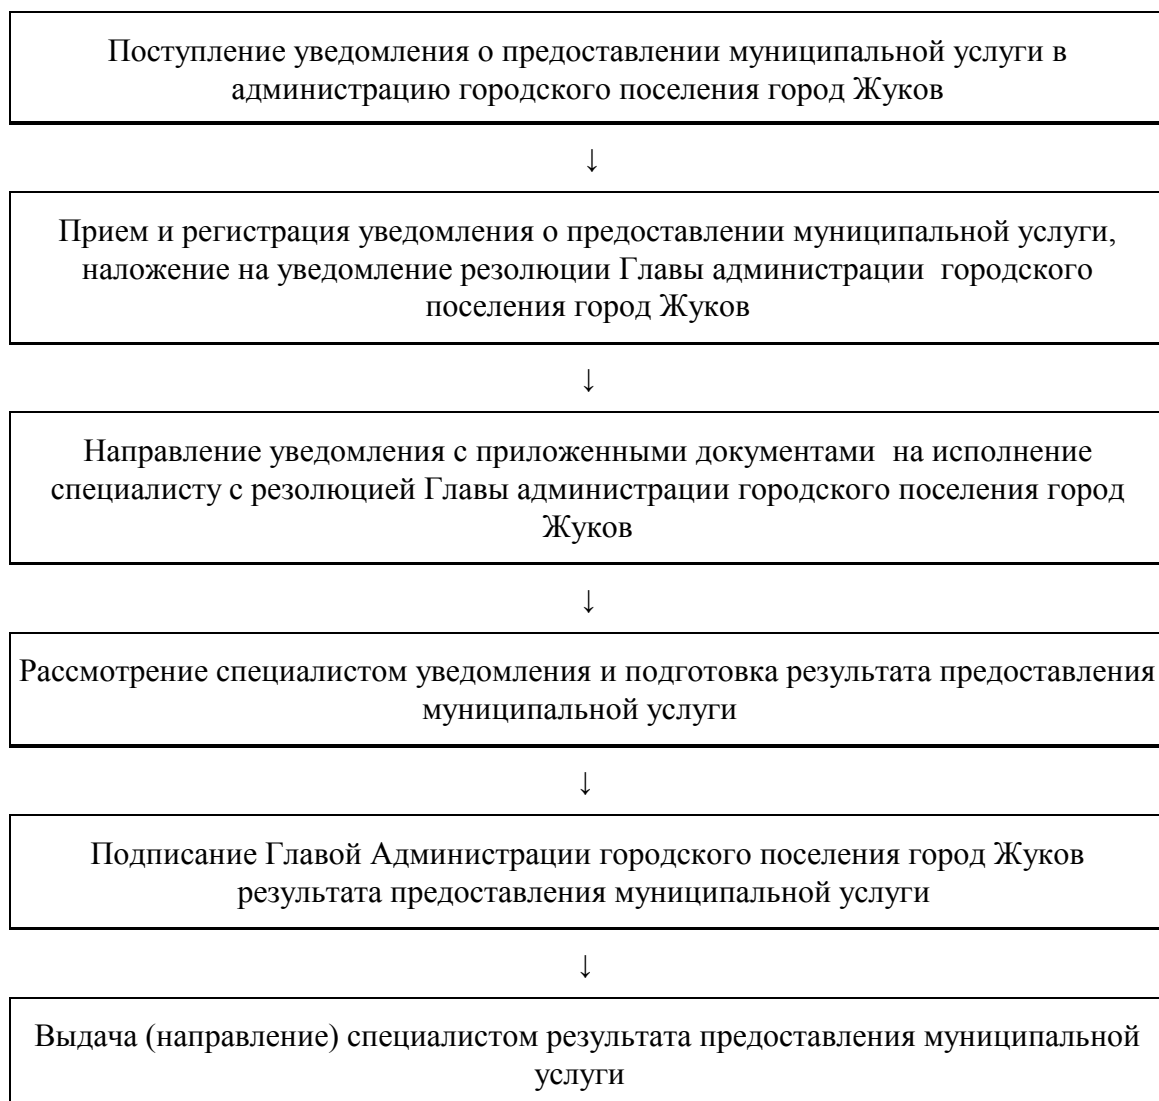 Поступление уведомления о предоставлении муниципальной услуги в
администрацию городского поселения город Жуков
↓
Прием и регистрация уведомления о предоставлении муниципальной услуги,
наложение на уведомление резолюции Главы администрации  городского
поселения город Жуков
↓
Направление уведомления с приложенными документами  на исполнение
специалисту с резолюцией Главы администрации городского поселения город
Жуков
↓
Рассмотрение специалистом уведомления и подготовка результата предоставления
муниципальной услуги
↓
Подписание Главой Администрации городского поселения город Жуков
результата предоставления муниципальной услуги
↓
Выдача (направление) специалистом результата предоставления муниципальной
услуги